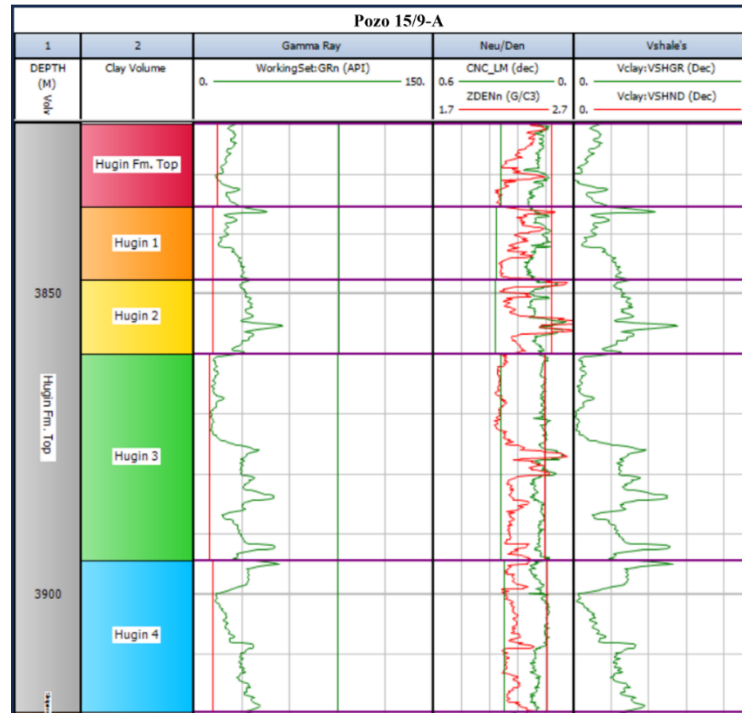 Pozo 15/9-A
1 2 Gamma Ray Neu/Den Vshale's
DEPTH (M) Clay Volume WorkingSet:GRn (API) CNC_LM (dec) Vclay:VSHGR (Dec)
0. 150. 0.6 0. 0.
ZDENn (G/C3) Vclay:VSHND (Dec)
1.7 2.7 0.
Hugin Fm. Top
Hugin 1
3850
Hugin 2
Hugin Fm. Top
Hugin 3
3900
Hugin 4